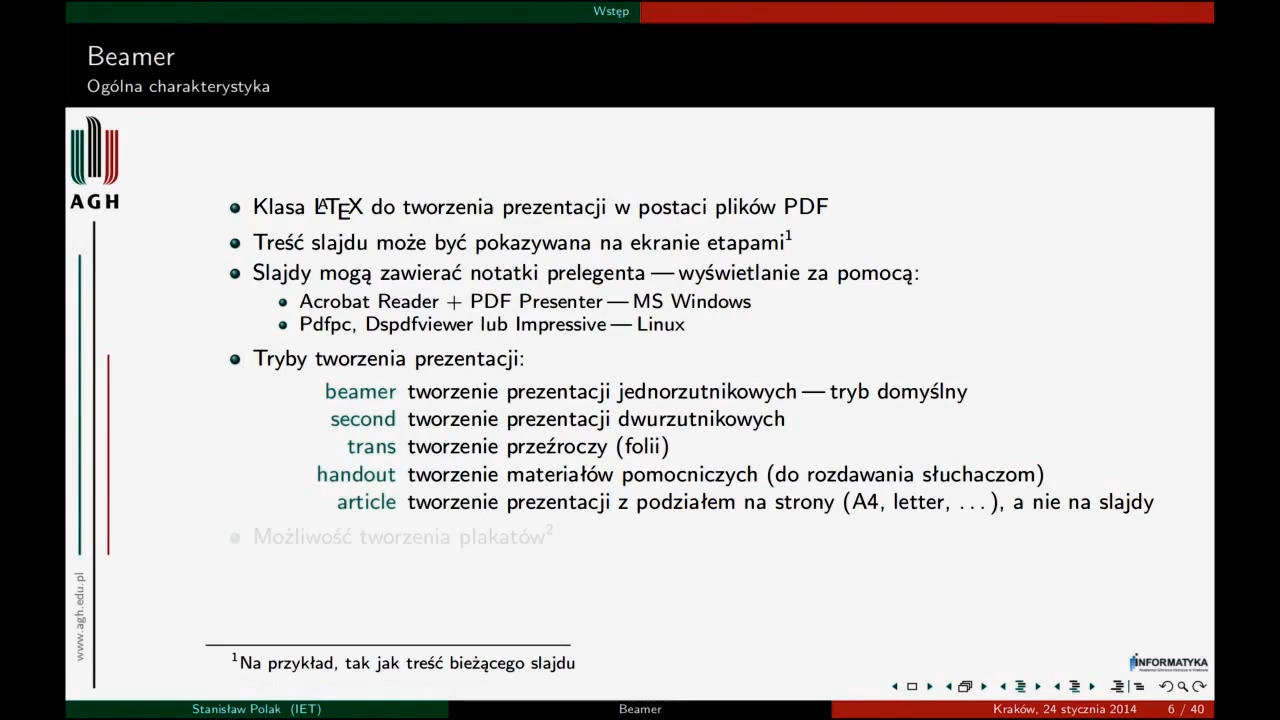 Wstęp
Beamer
Ogólna charakterystyka
AGH
Klasa LATEX do tworzenia prezentacji w postaci plików PDF
Treść slajdu może być pokazywana na ekranie etapami1
Slajdy mogą zawierać notatki prelegenta — wyświetlanie za pomocą:
Acrobat Reader + PDF Presenter — MS Windows
Pdfpc, Dspdfviewer lub Impressive — Linux
Tryby tworzenia prezentacji:
beamer tworzenie prezentacji jednorzutnikowych — tryb domyślny
second tworzenie prezentacji dwurzutnikowych
trans tworzenie przeźroczy (folii)
handout tworzenie materiałów pomocniczych (do rozdawania słuchaczom)
article tworzenie prezentacji z podziałem na strony (A4, letter, ...), a nie na slajdy
Możliwość tworzenia plakatów2
www.agh.edu.pl
1Na przykład, tak jak treść bieżącego slajdu
INFORMATYKA
Stanisław Polak (IET) Beamer Kraków, 24 stycznia 2014 6 / 40